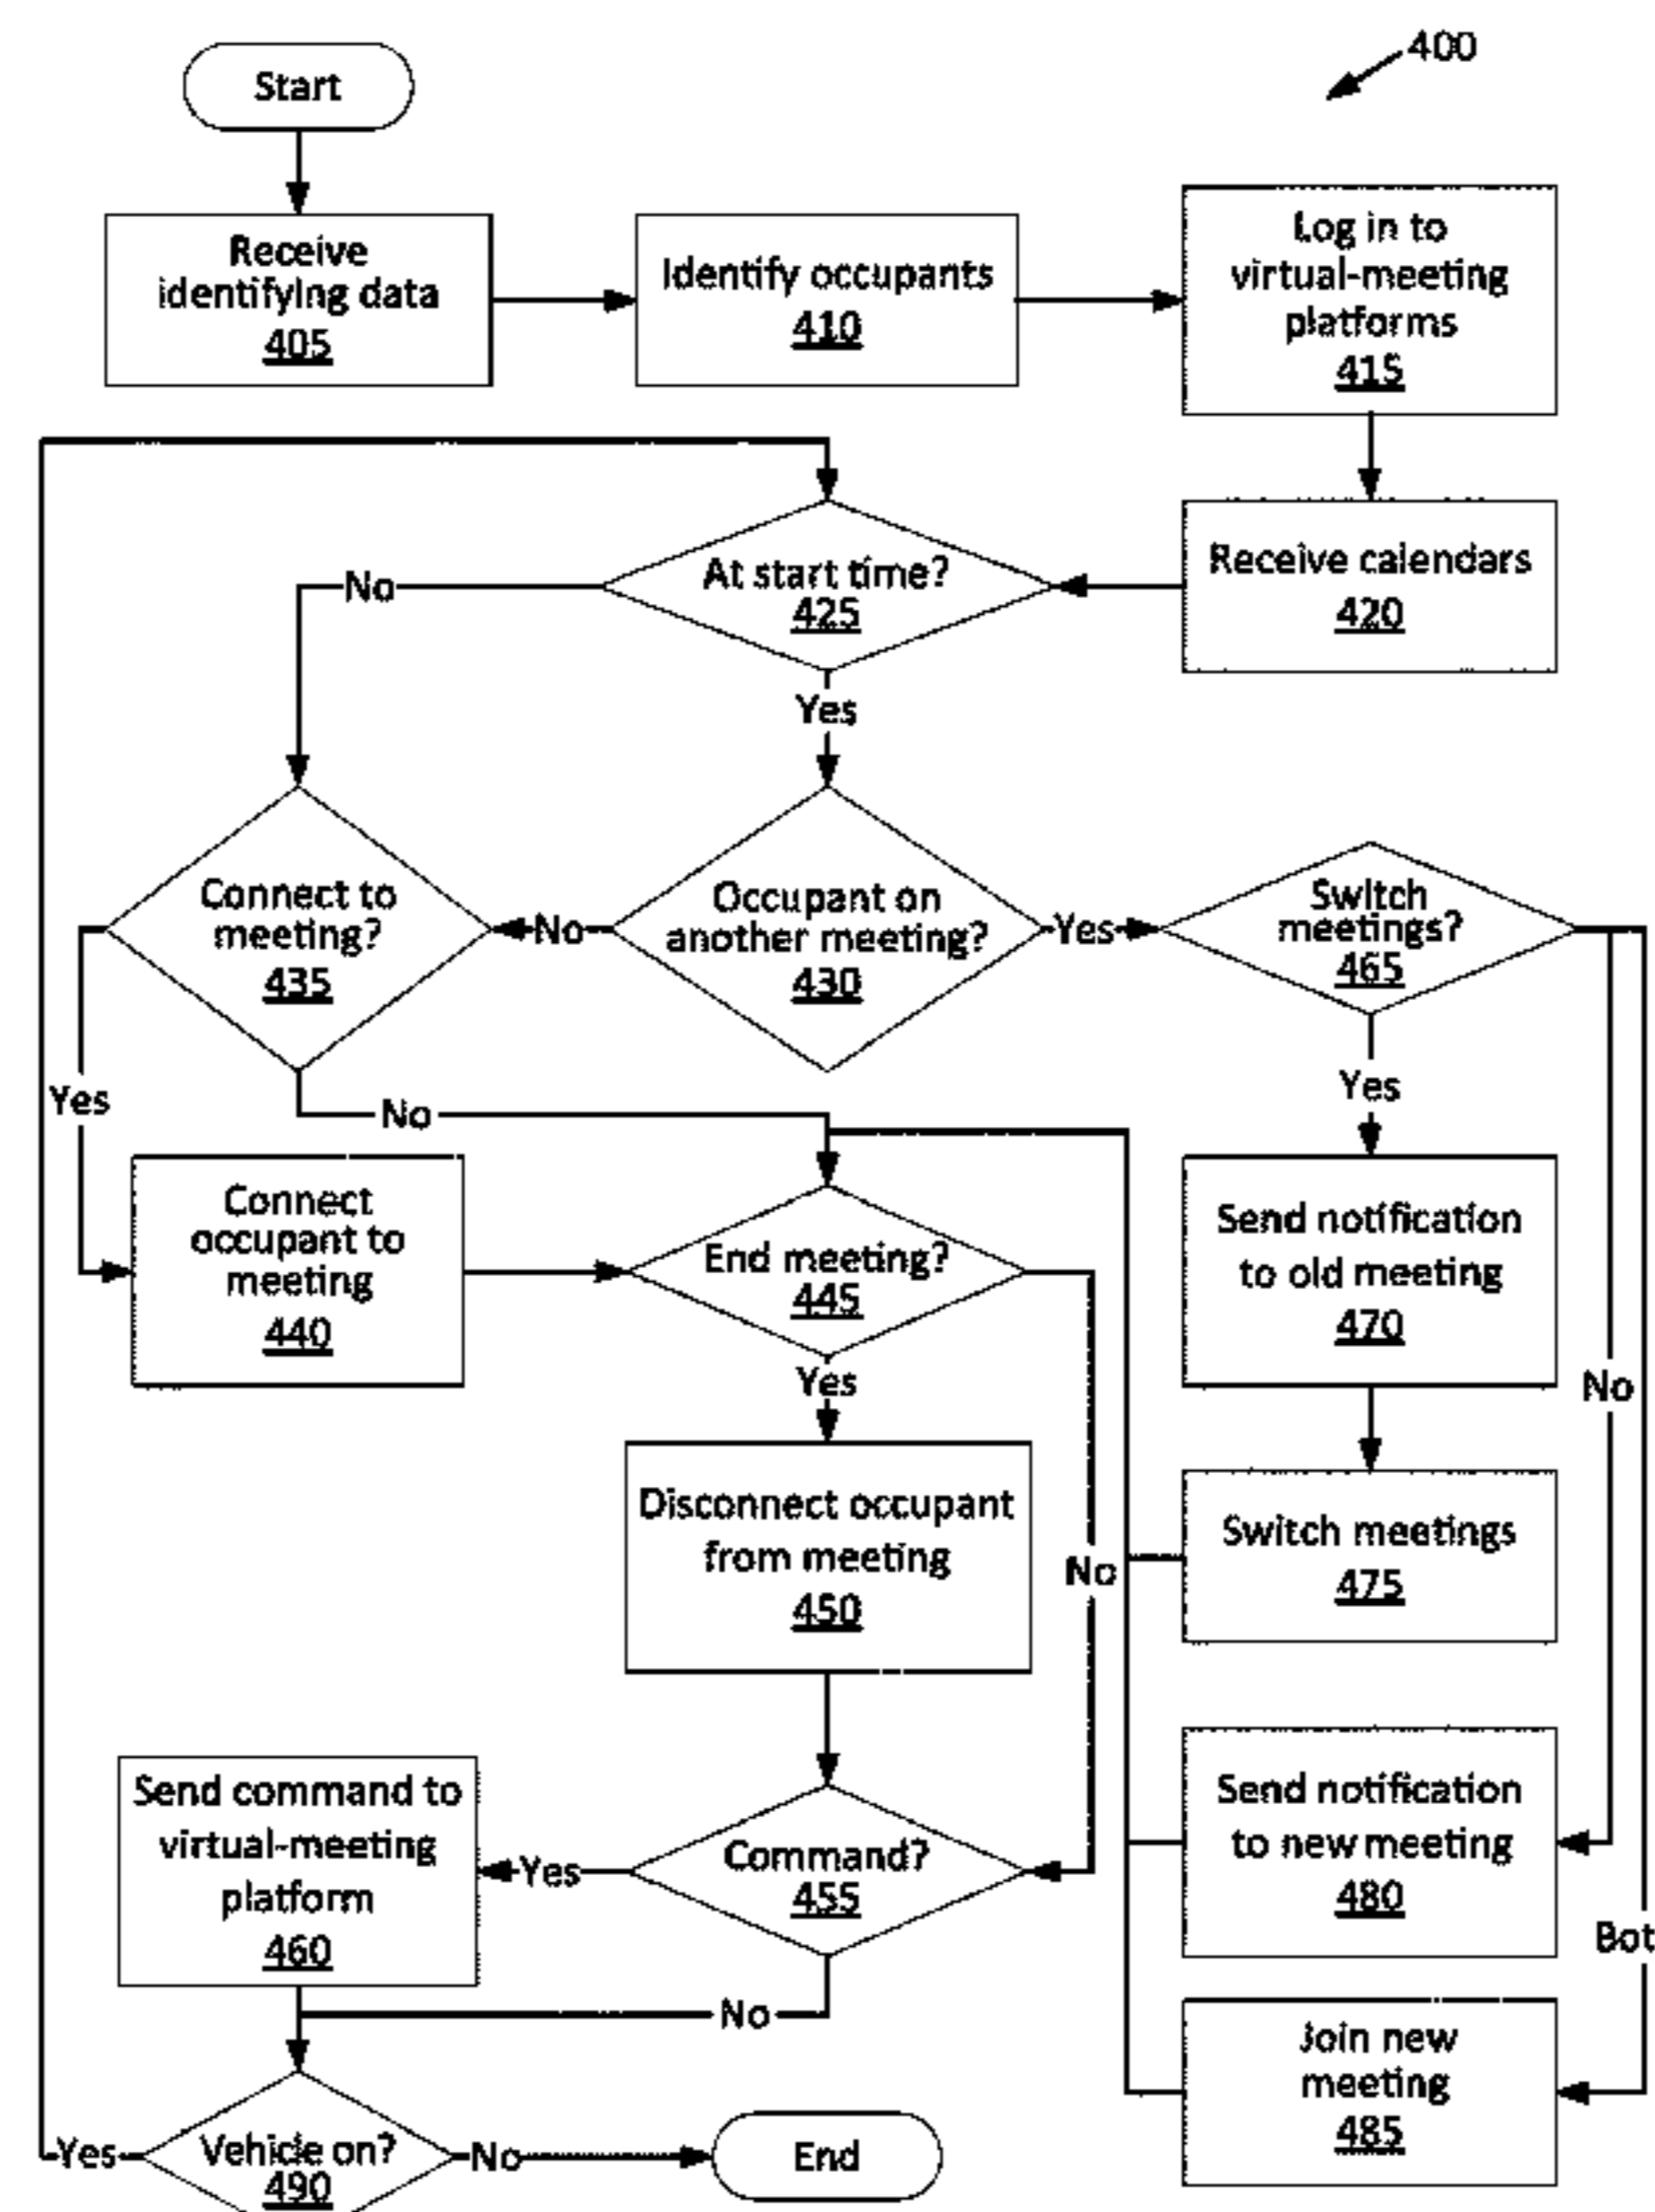 400
Start
Receive
identifying data
405
Identify occupants
410
Log in to
virtual-meeting
platforms
415
At start time?
425
Receive calendars
420
No
Yes
Connect to
meeting?
435
No
Occupant on
another meeting?
430
Yes
Switch
meetings?
465
Yes
No
Yes
Connect
occupant to
meeting
440
End meeting?
445
Send notification
to old meeting
470
No
Yes
Disconnect occupant
from meeting
450
No
Switch meetings
475
Send command to
virtual-meeting
platform
460
Yes
Command?
455
Send notification
to new meeting
480
Bot
No
Join new
meeting
485
Yes
Vehicle on?
490
No
End